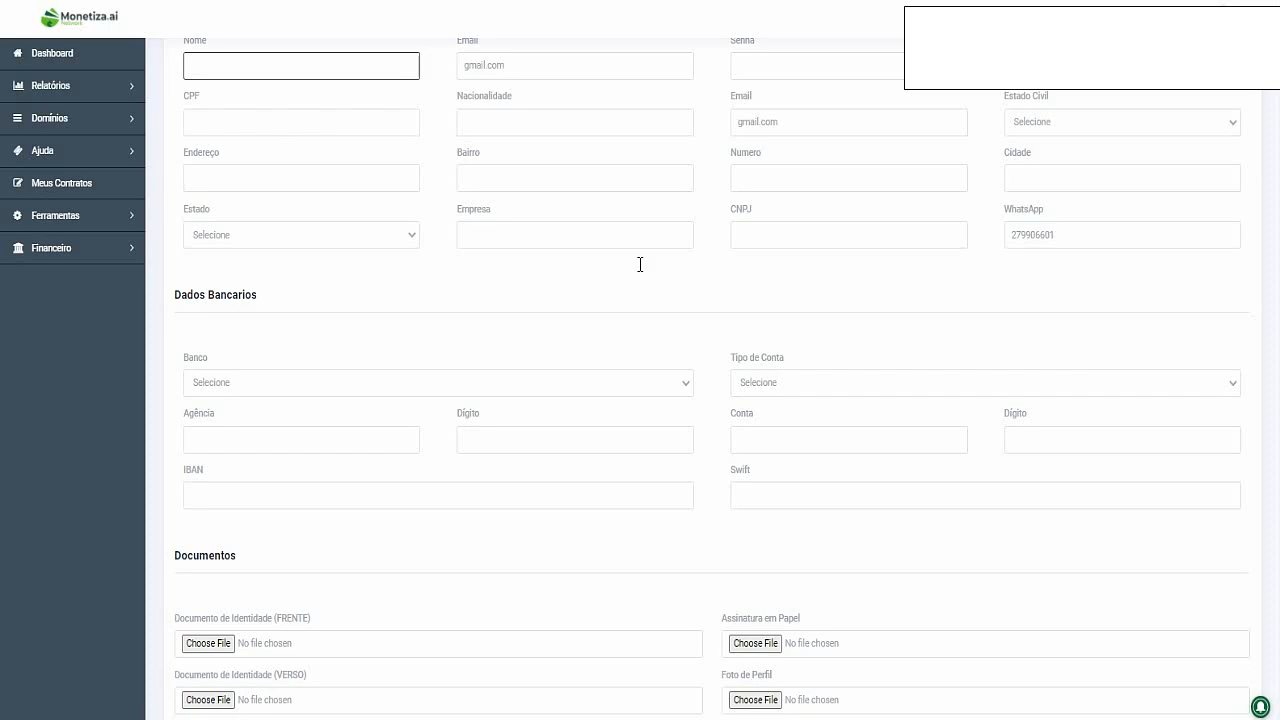 Monetiza.ai
Network
Dashboard
Relatórios
Domínios
Ajuda
Meus Contratos
Ferramentas
Financeiro
Nome Email Senha
gmail.com
CPF Nacionalidade Email Estado Civil
gmail.com Selecione
Endereço Bairro Numero Cidade
Estado Empresa CNPJ WhatsApp
Selecione 279906601
Dados Bancarios
Banco Tipo de Conta
Selecione Selecione
Agência Dígito Conta Dígito
IBAN Swift
Documentos
Documento de Identidade (FRENTE) Assinatura em Papel
Choose File No file chosen Choose File No file chosen
Documento de Identidade (VERSO) Foto de Perfil
Choose File No file chosen Choose File No file chosen